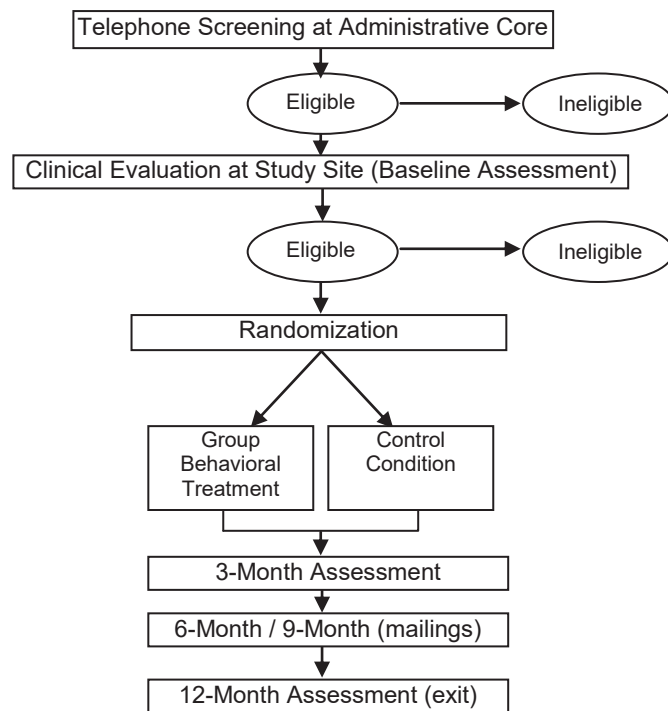 Telephone Screening at Administrative Core
Eligible
Ineligible
Clinical Evaluation at Study Site (Baseline Assessment)
Eligible
Ineligible
Randomization
Group
Behavioral
Treatment
Control
Condition
3-Month Assessment
6-Month / 9-Month (mailings)
12-Month Assessment (exit)